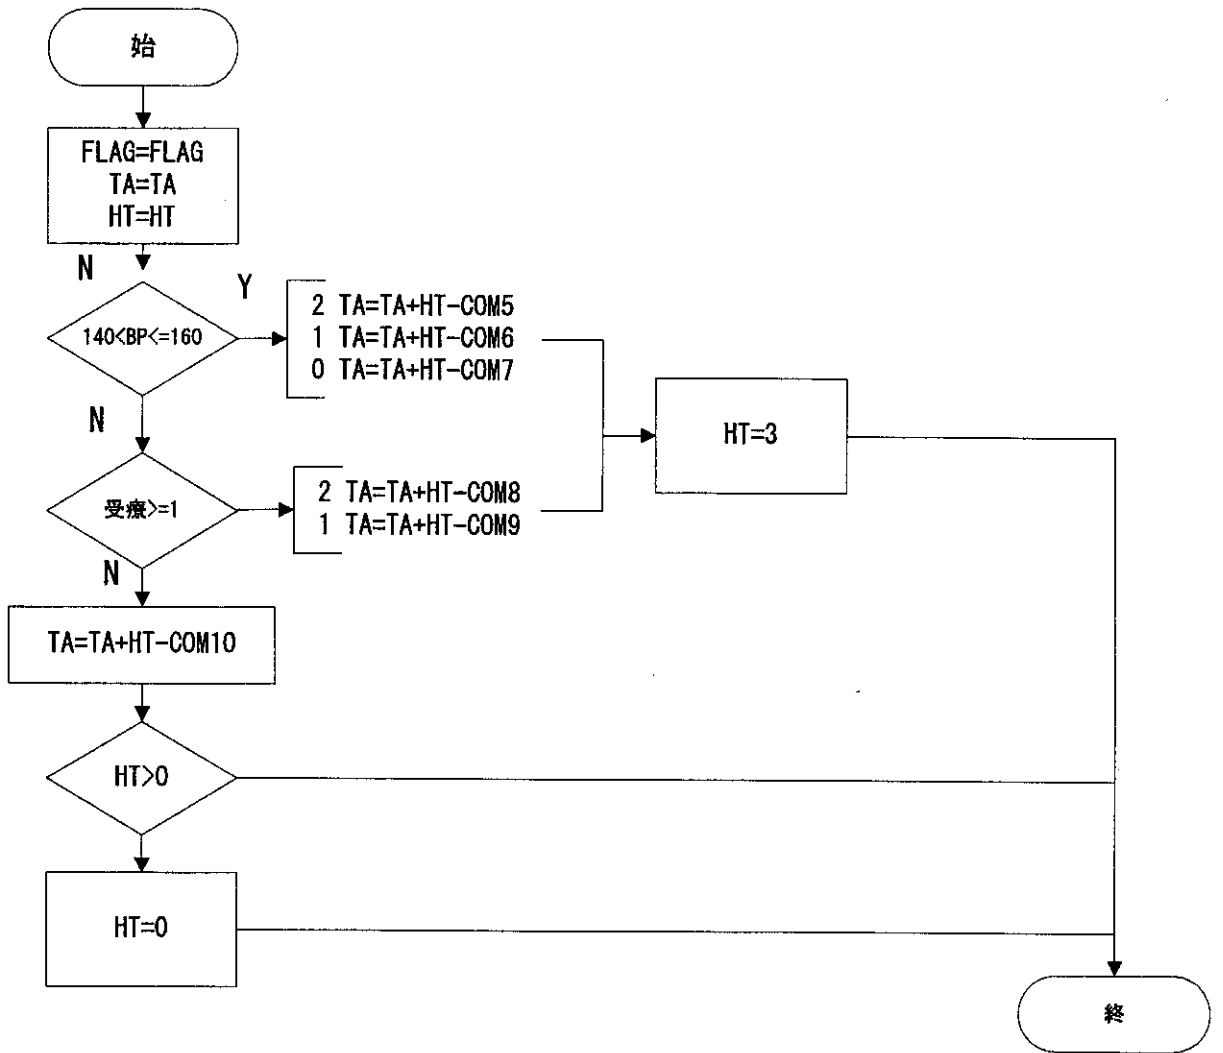 始
FLAG=FLAG
TA=TA
HT=HT
N
Y
140<BP<=160
2 TA=TA+HT-COM5
1 TA=TA+HT-COM6
0 TA=TA+HT-COM7
HT=3
N
受療>=1
2 TA=TA+HT-COM8
1 TA=TA+HT-COM9
N
TA=TA+HT-COM10
HT>0
HT=0
終